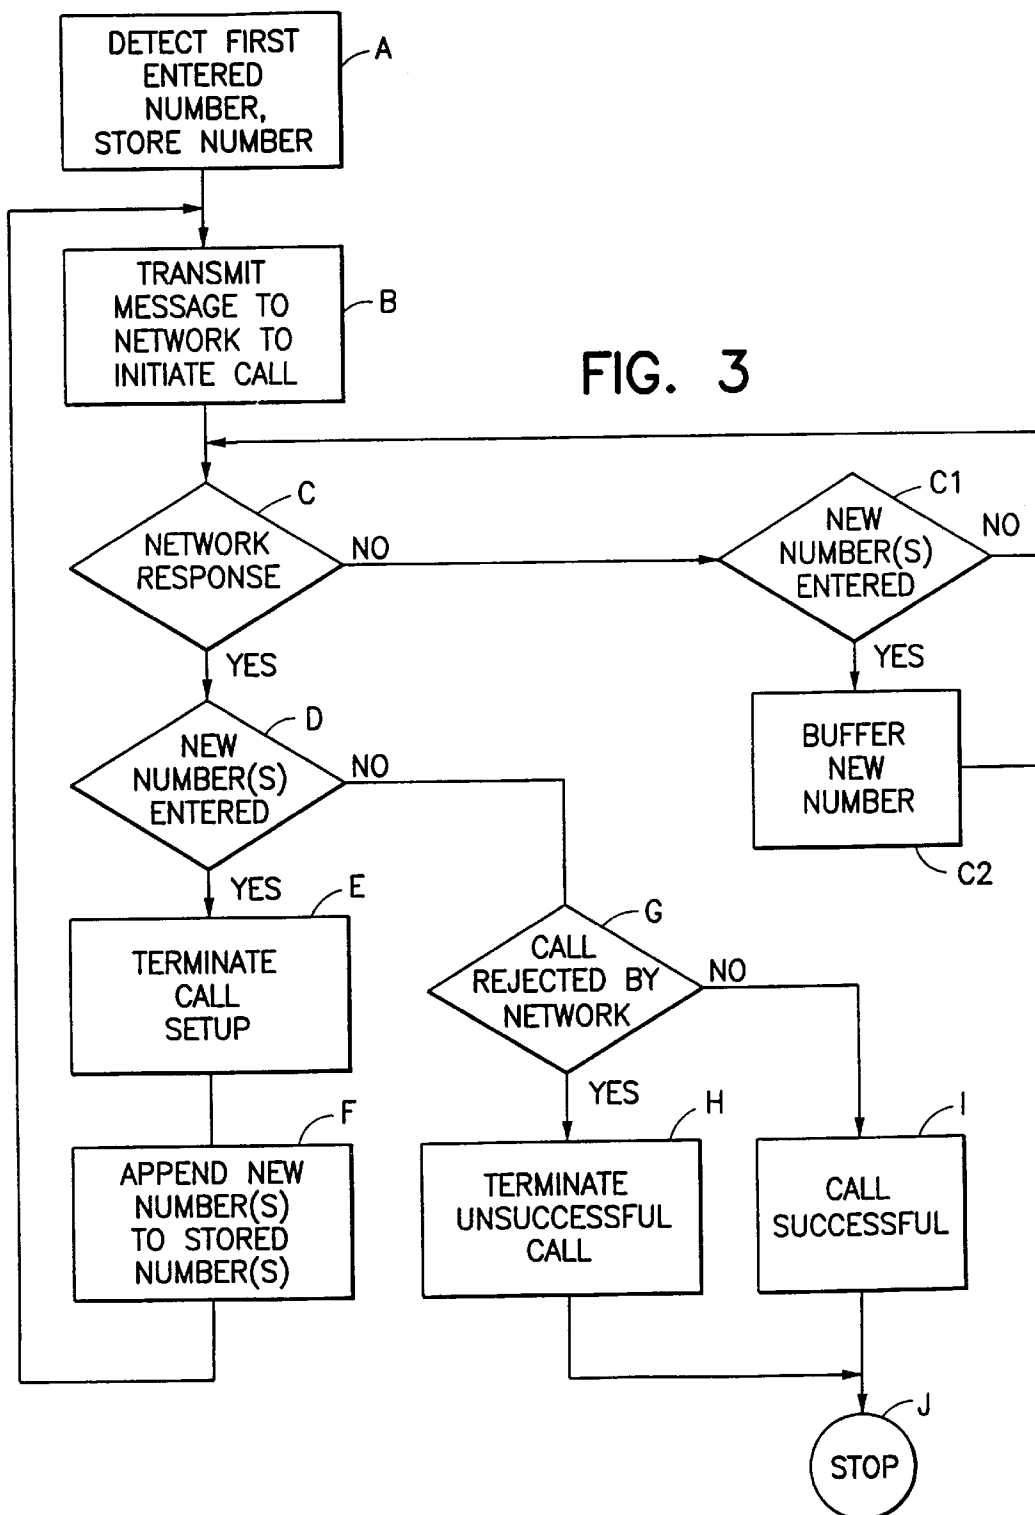 DETECT FIRST
ENTERED
NUMBER,
STORE NUMBER
A
TRANSMIT
MESSAGE TO
NETWORK TO
INITIATE CALL
B
FIG. 3
C
NETWORK
RESPONSE
NO
YES
C1
NEW
NUMBER(S)
ENTERED
NO
YES
BUFFER
NEW
NUMBER
C2
D
NEW
NUMBER(S)
ENTERED
NO
YES
E
TERMINATE
CALL
SETUP
F
APPEND NEW
NUMBER(S)
TO STORED
NUMBER(S)
G
CALL
REJECTED BY
NETWORK
NO
YES
H
TERMINATE
UNSUCCESSFUL
CALL
I
CALL
SUCCESSFUL
J
STOP